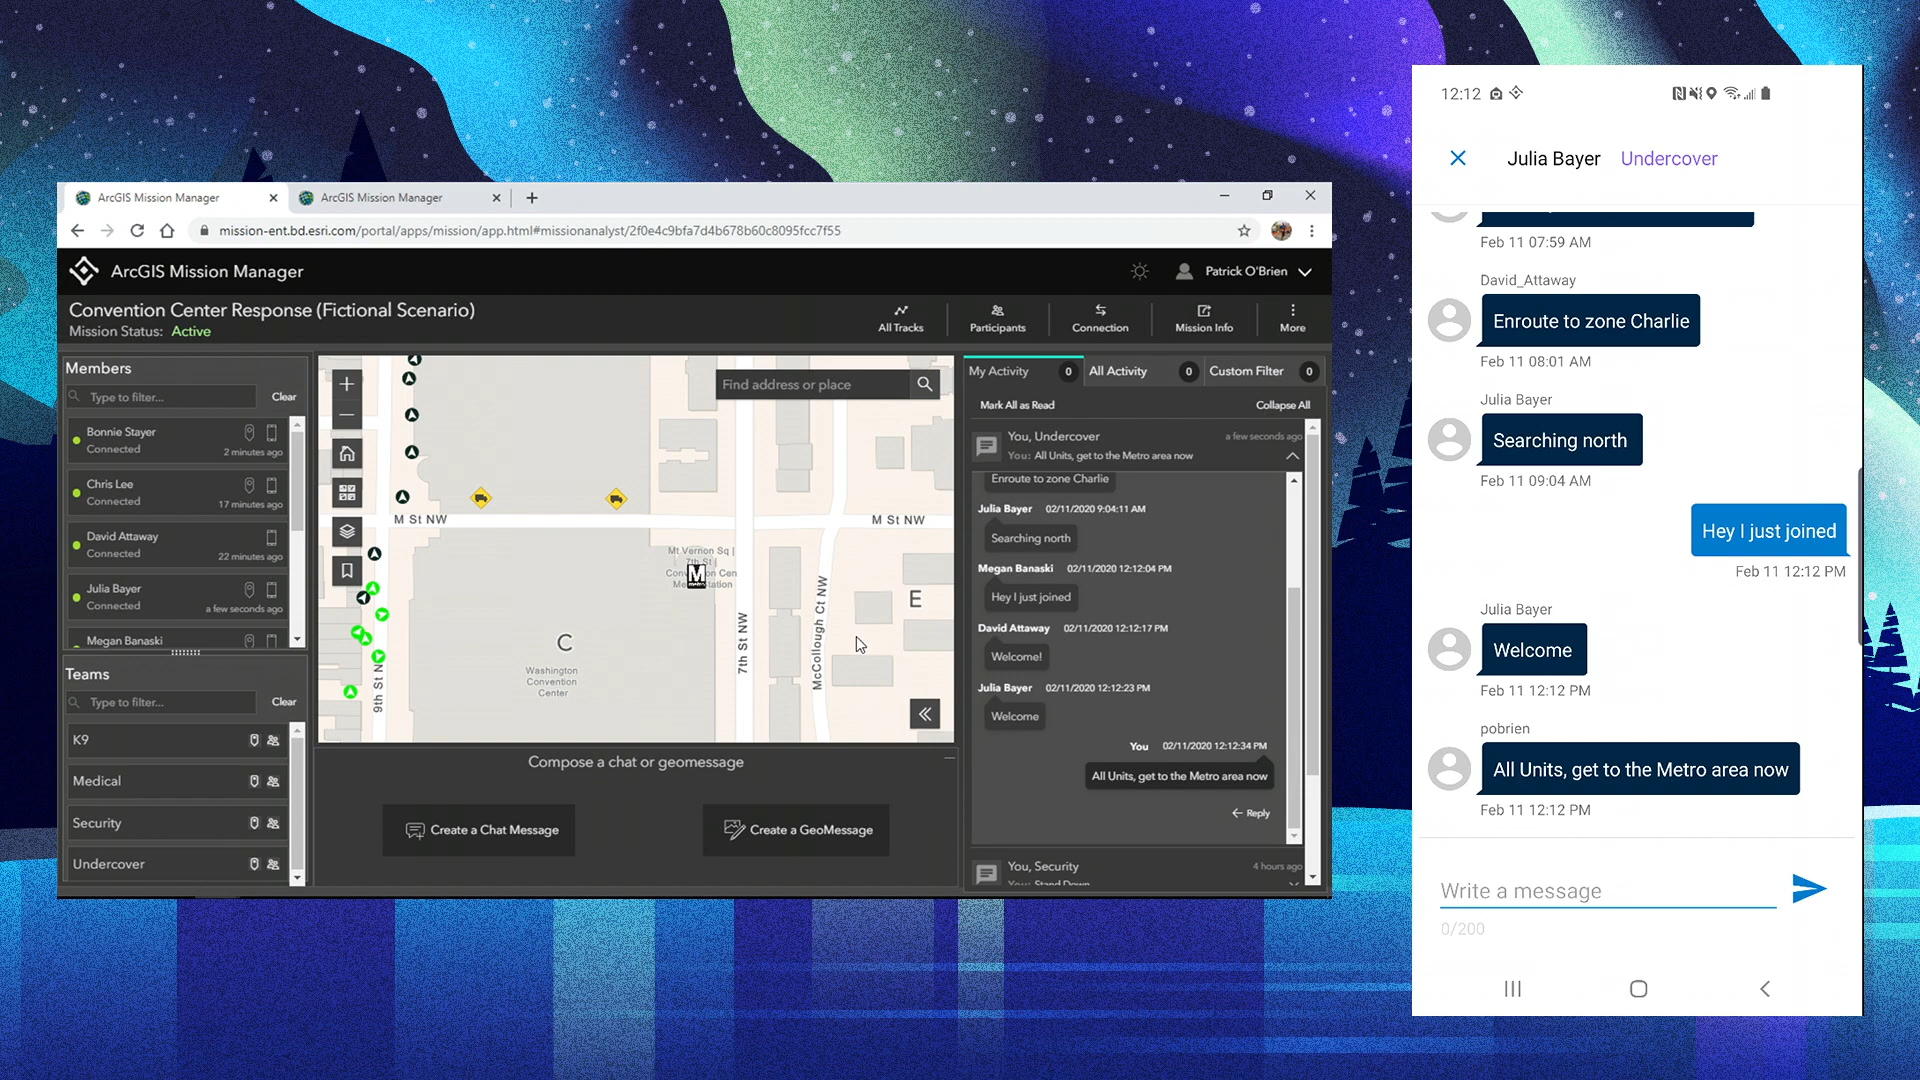 ArcGIS Mission Manager
ArcGIS Mission Manager
mission-ent.bd.esri.com/portal/apps/mission/app.html#missionanalyst/2f0e4c9bfa7d4b678b60c8095fcc7f55
ArcGIS Mission Manager
Patrick O'Brien
Convention Center Response (Fictional Scenario)
Mission Status: Active
All Tracks
Participants
Connection
Mission Info
More
Members
Type to filter...
Clear
Bonnie Stayer
Connected
2 minutes ago
Chris Lee
Connected
17 minutes ago
David Attaway
Connected
22 minutes ago
Julia Bayer
Connected
a few seconds ago
Megan Banaski
Teams
Type to filter...
Clear
K9
Medical
Security
Undercover
Find address or place
M St NW
M St NW
Mt Vernon Sq |
7th St
Station
M
metro
7th St NW
McCollough Ct NW
9th St N
E
C
Washington
Convention
Center
Compose a chat or geomessage
Create a Chat Message
Create a GeoMessage
My Activity 0
All Activity 0
Custom Filter 0
Mark All as Read
Collapse All
You, Undercover
a few seconds ago
You: All Units, get to the Metro area now
Enroute to zone Charlie
Julia Bayer 02/11/2020 9:04:11 AM
Searching north
Megan Banaski 02/11/2020 12:12:04 PM
Hey I just joined
David Attaway 02/11/2020 12:12:17 PM
Welcome!
Julia Bayer 02/11/2020 12:12:23 PM
Welcome
You 02/11/2020 12:12:34 PM
All Units, get to the Metro area now
Reply
You, Security
4 hours ago
You: Stand Down
12:12
Julia Bayer Undercover
Feb 11 07:59 AM
David_Attaway
Enroute to zone Charlie
Feb 11 08:01 AM
Julia Bayer
Searching north
Feb 11 09:04 AM
Hey I just joined
Feb 11 12:12 PM
Julia Bayer
Welcome
Feb 11 12:12 PM
pobrien
All Units, get to the Metro area now
Feb 11 12:12 PM
Write a message
0/200